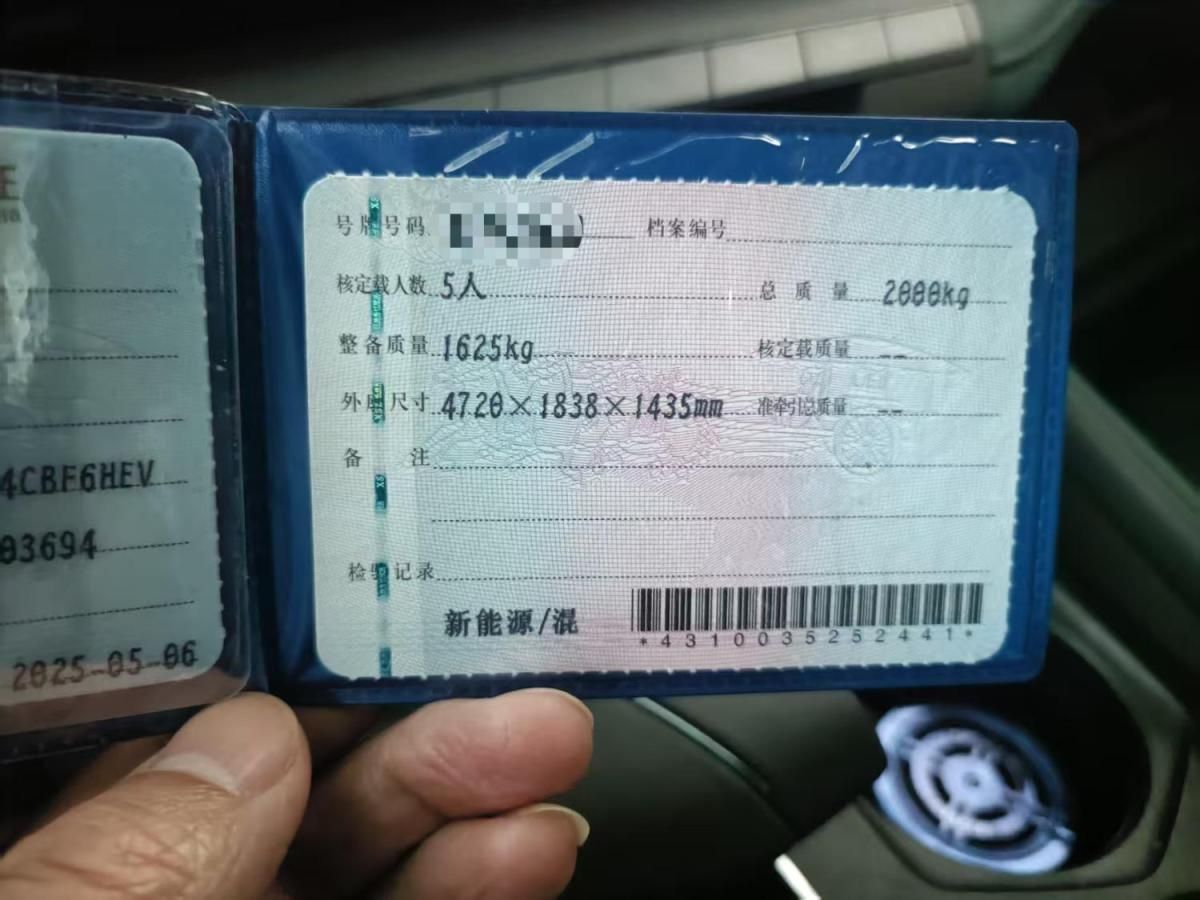 4CBF6HEV
03694
2025-05-06
号牌号码 档案编号
核定载人数 5人 总质量 2000kg
整备质量 1625kg 核定载质量 --
外廓尺寸 4720×1838×1435mm 准牵引总质量 --
备注
检验记录
新能源/混
*4310035252441*